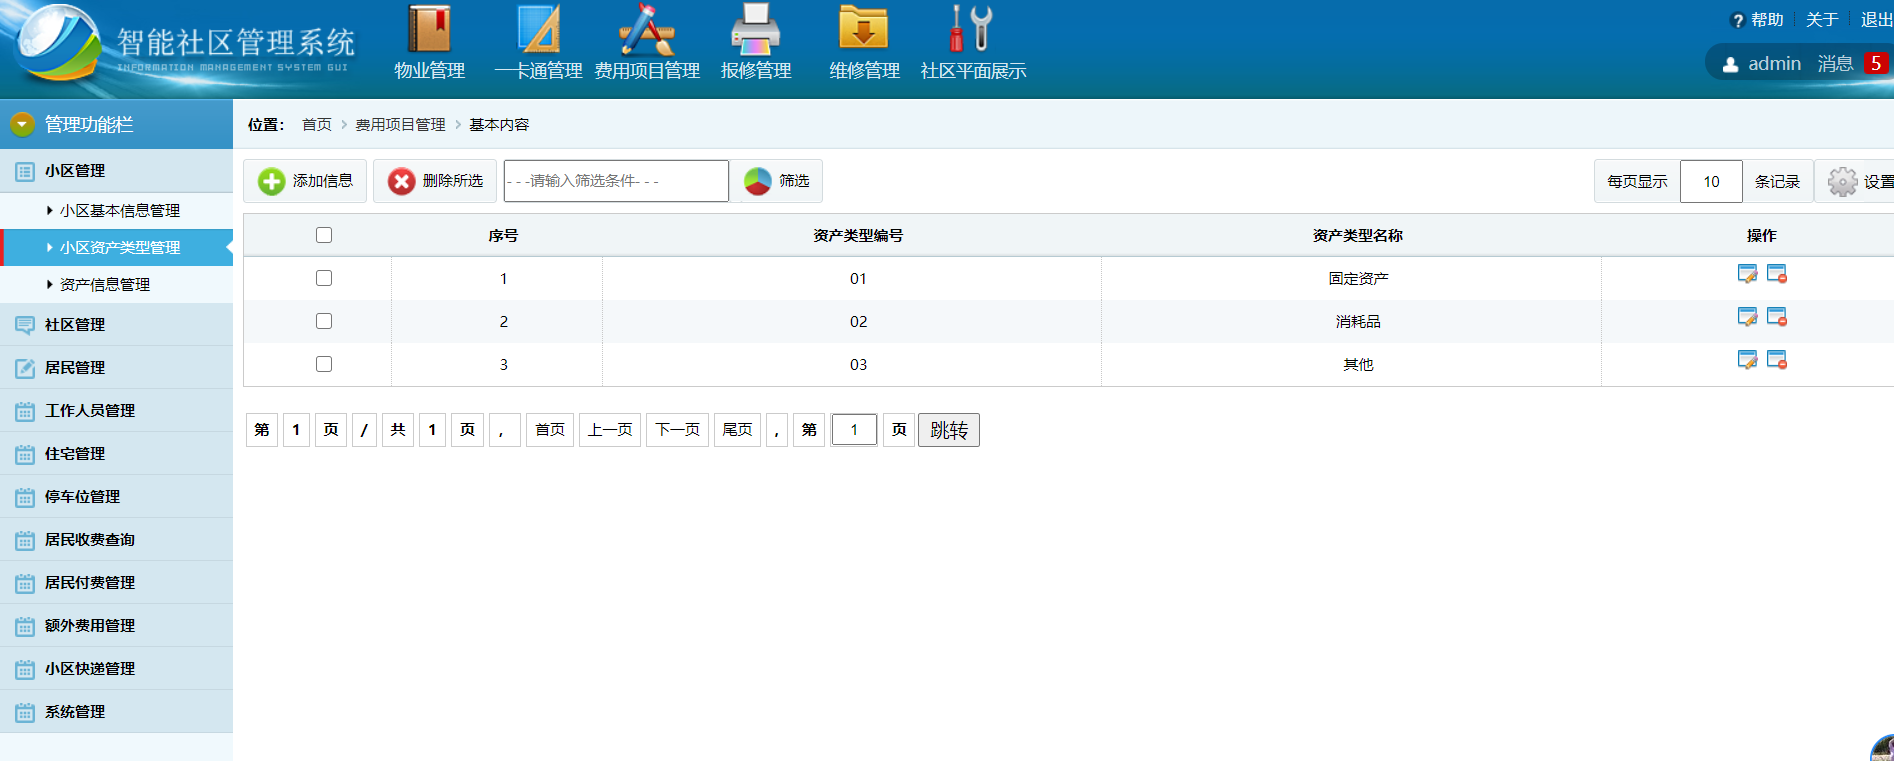 智能社区管理系统
INFORMATION MANAGEMENT SYSTEM GUI
物业管理 一卡通管理 费用项目管理 报修管理 维修管理 社区平面展示
帮助 关于 退出
admin 消息 5
管理功能栏
小区管理
小区基本信息管理
小区资产类型管理
资产信息管理
社区管理
居民管理
工作人员管理
住宅管理
停车位管理
居民收费查询
居民付费管理
额外费用管理
小区快递管理
系统管理
位置： 首页 > 费用项目管理 > 基本内容
添加信息 删除所选 - - -请输入筛选条件- - - 筛选 每页显示 10 条记录 设置
序号 资产类型编号 资产类型名称 操作
1 01 固定资产
2 02 消耗品
3 03 其他
第 1 页 / 共 1 页 ， 首页 上一页 下一页 尾页 , 第 1 页 跳转